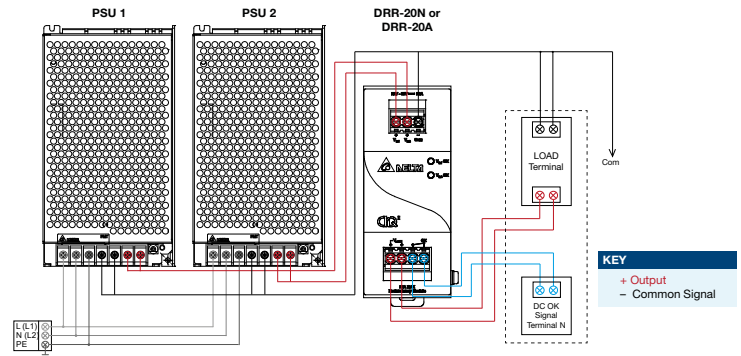 PSU 1
PSU 2
DRR-20N or
DRR-20A
DELTA
LOAD
Terminal
Com
KEY
+ Output
– Common Signal
DC OK
Signal
Terminal N
L (L1)
N (L2)
PE